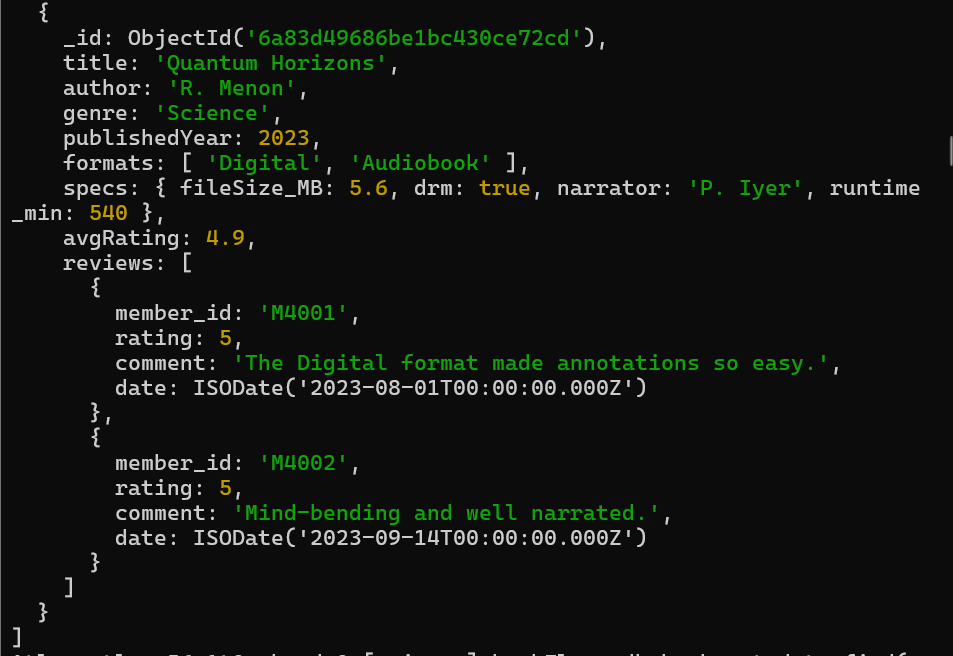 {
_id: ObjectId('6a83d49686be1bc430ce72cd'),
title: 'Quantum Horizons',
author: 'R. Menon',
genre: 'Science',
publishedYear: 2023,
formats: [ 'Digital', 'Audiobook' ],
specs: { fileSize_MB: 5.6, drm: true, narrator: 'P. Iyer', runtime
_min: 540 },
avgRating: 4.9,
reviews: [
{
member_id: 'M4001',
rating: 5,
comment: 'The Digital format made annotations so easy.',
date: ISODate('2023-08-01T00:00:00.000Z')
},
{
member_id: 'M4002',
rating: 5,
comment: 'Mind-bending and well narrated.',
date: ISODate('2023-09-14T00:00:00.000Z')
}
]
}
]